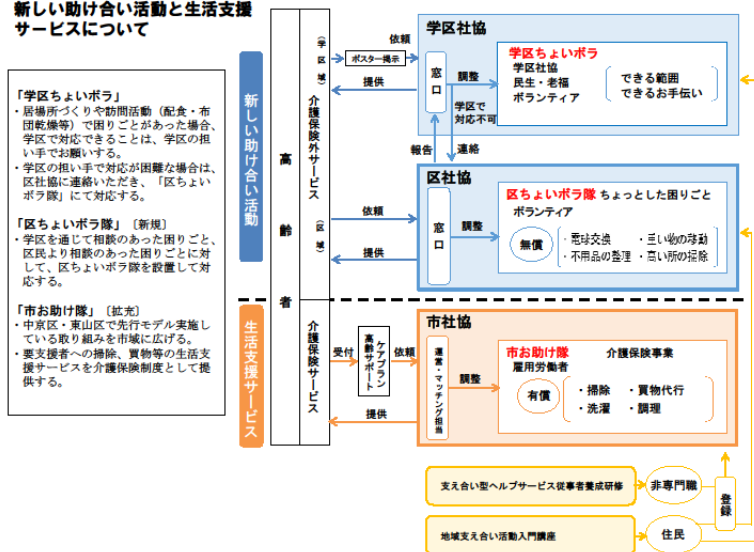 新しい助け合い活動と生活支援
サービスについて
「学区ちょいボラ」
・居場所づくりや訪問活動（配食・布
団乾燥等）で困りごとがあった場合、
学区で対応できることは、学区の担
い手でお願いする。
・学区の担い手で対応が困難な場合は、
区社協に連絡いただき、「区ちょい
ボラ隊」にて対応する。
「区ちょいボラ隊」〔新規〕
・学区を通じて相談のあった困りごと、
区民より相談のあった困りごとに対
して、区ちょいボラ隊を設置して対
応する。
「市お助け隊」〔拡充〕
・中京区・東山区で先行モデル実施し
ている取り組みを市域に広げる。
・要支援者への掃除、買物等の生活支
援サービスを介護保険制度として提
供する。
新しい助け合い活動
生活支援サービス
高齢者
（学区域）
介護保険外サービス
（区域）
介護保険サービス
ポスター掲示
依頼
提供
学区社協
窓口
調整
学区ちょいボラ
学区社協
民生・老福
ボランティア
できる範囲
できるお手伝い
学区で
対応不可
報告
連絡
依頼
提供
区社協
窓口
調整
区ちょいボラ隊 ちょっとした困りごと
ボランティア
無償
・電球交換 ・重い物の移動
・不用品の整理 ・高い所の掃除
受付
ケアプラン
高齢サポート
依頼
提供
市社協
運営・マッチング担当
調整
市お助け隊 介護保険事業
雇用労働者
有償
・掃除 ・買物代行
・洗濯 ・調理
支え合い型ヘルプサービス従事者養成研修
非専門職
登録
地域支え合い活動入門講座
住民